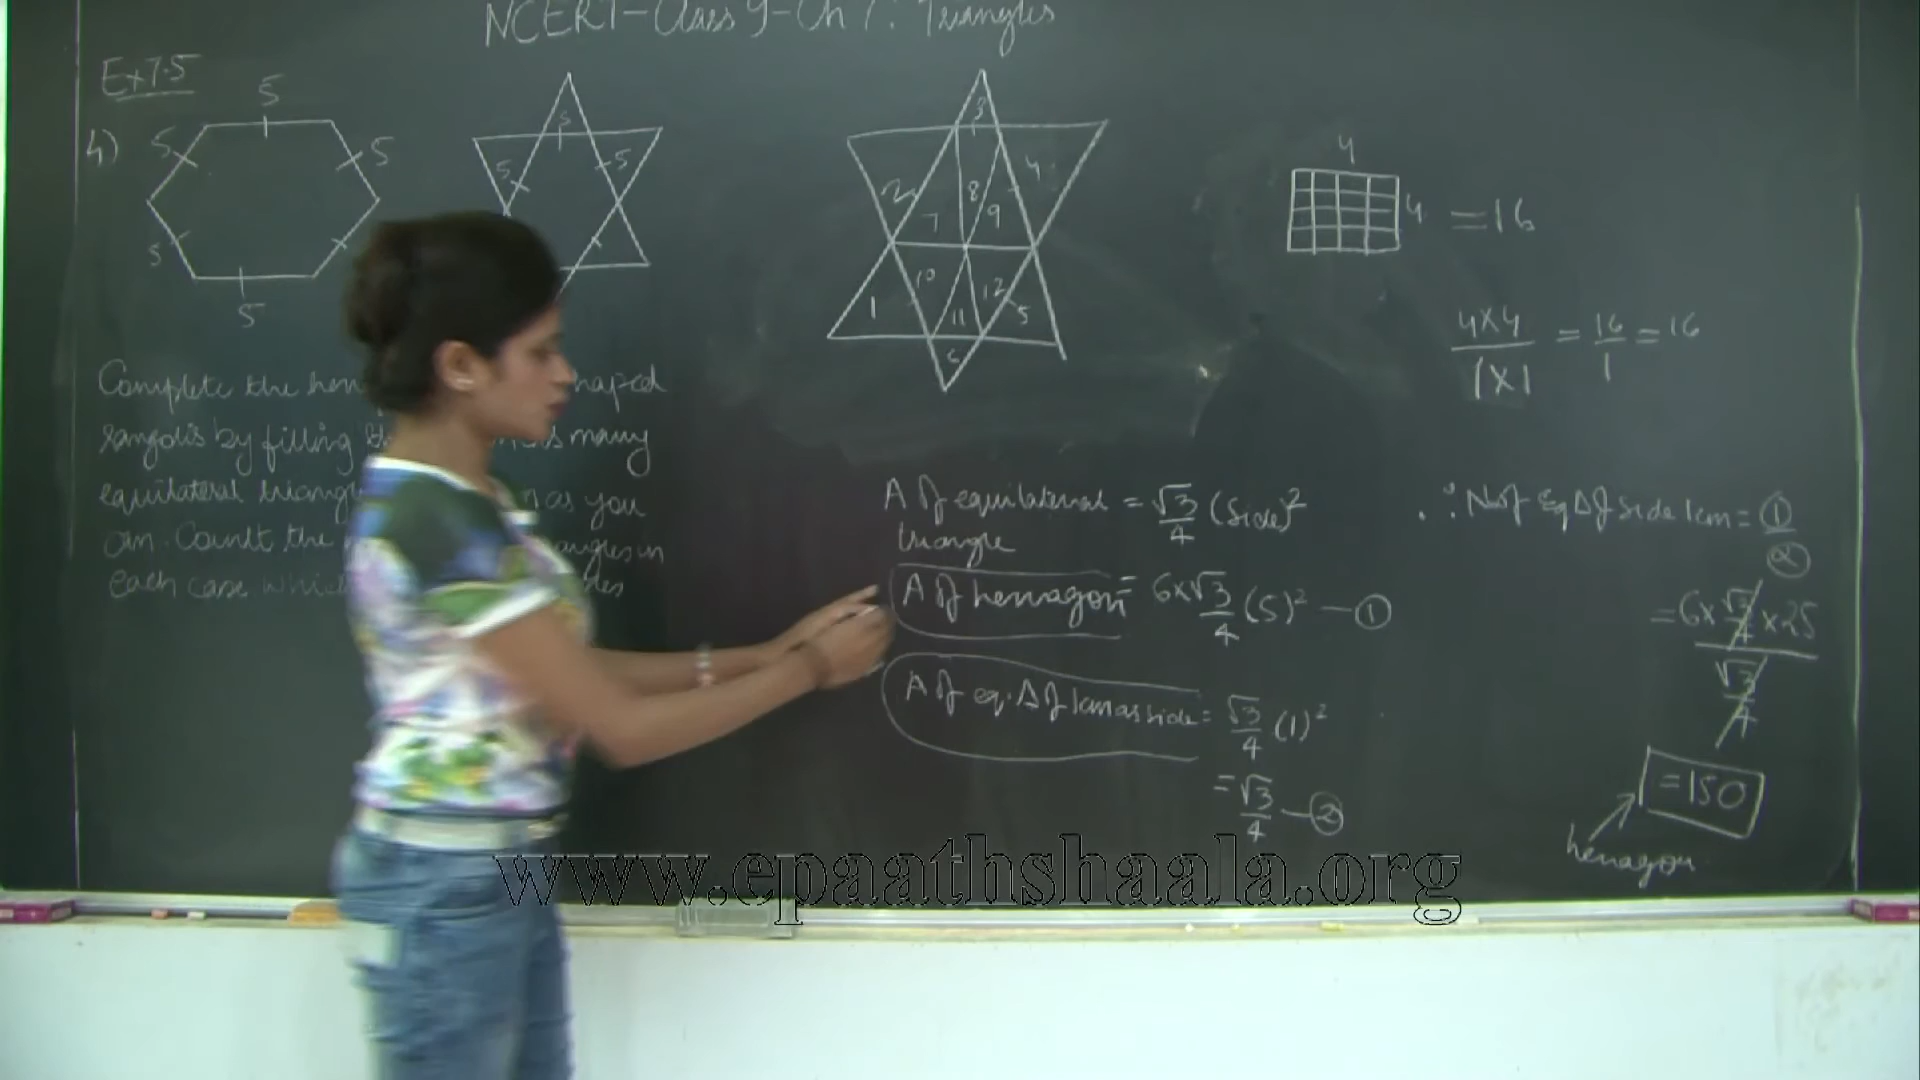 NCERT-Class 9-Ch 7: Triangles
Ex 7.5
4)
5
5
5
5
5
5
5
5
3
2
4
7
8
9
10
11
12
1
5
6
4
4
= 16
4×4/1×1 = 16/1 = 16
Complete the
shaped
rangolis by filling
many
equilateral
as you
can. Count the
in
each case
A of equilateral triangle = √3/4 (side)²
A of hexagon = 6×√3/4 (5)² — ①
A of eq. Δ of 1cm as side = √3/4 (1)²
= √3/4 — ②
∴ N of Eq Δ of side 1cm = ①/②
= 6×√3/4×25 / √3/4
= 150
hexagon
www.epaathshaala.org